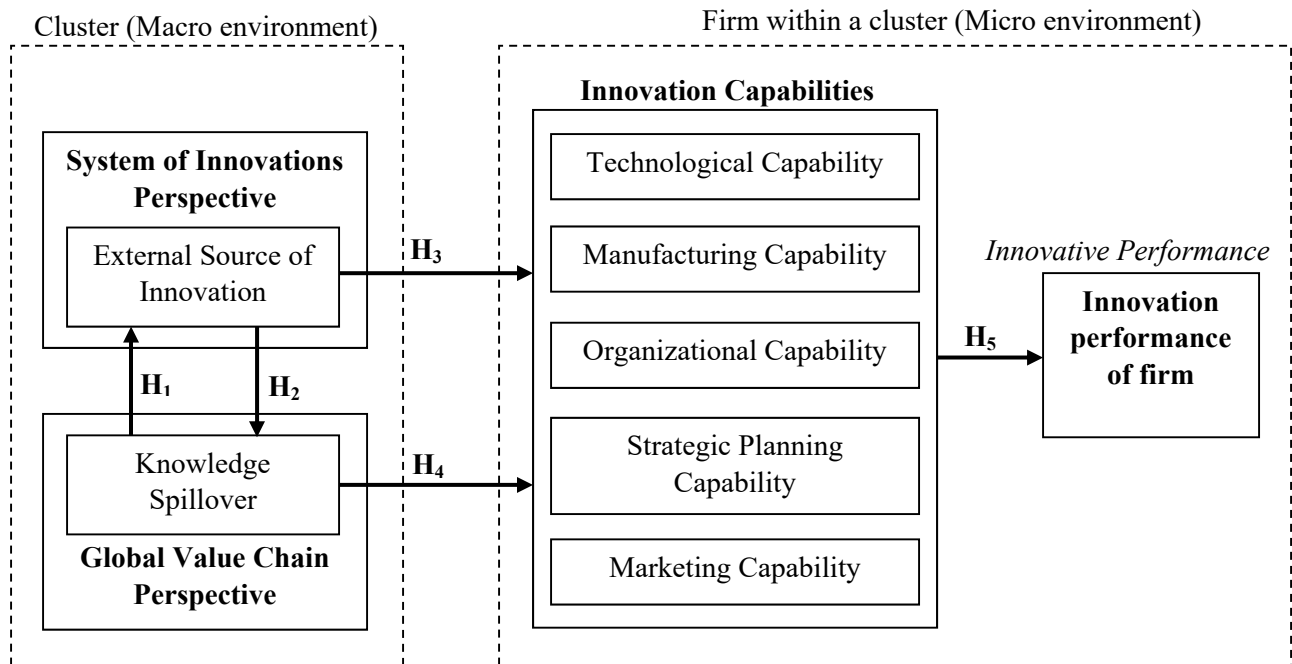 Cluster (Macro environment)
Firm within a cluster (Micro environment)
System of Innovations
Perspective
External Source of
Innovation
H₁
H₂
Knowledge
Spillover
Global Value Chain
Perspective
H₃
H₄
Innovation Capabilities
Technological Capability
Manufacturing Capability
Organizational Capability
Strategic Planning
Capability
Marketing Capability
H₅
Innovative Performance
Innovation
performance
of firm